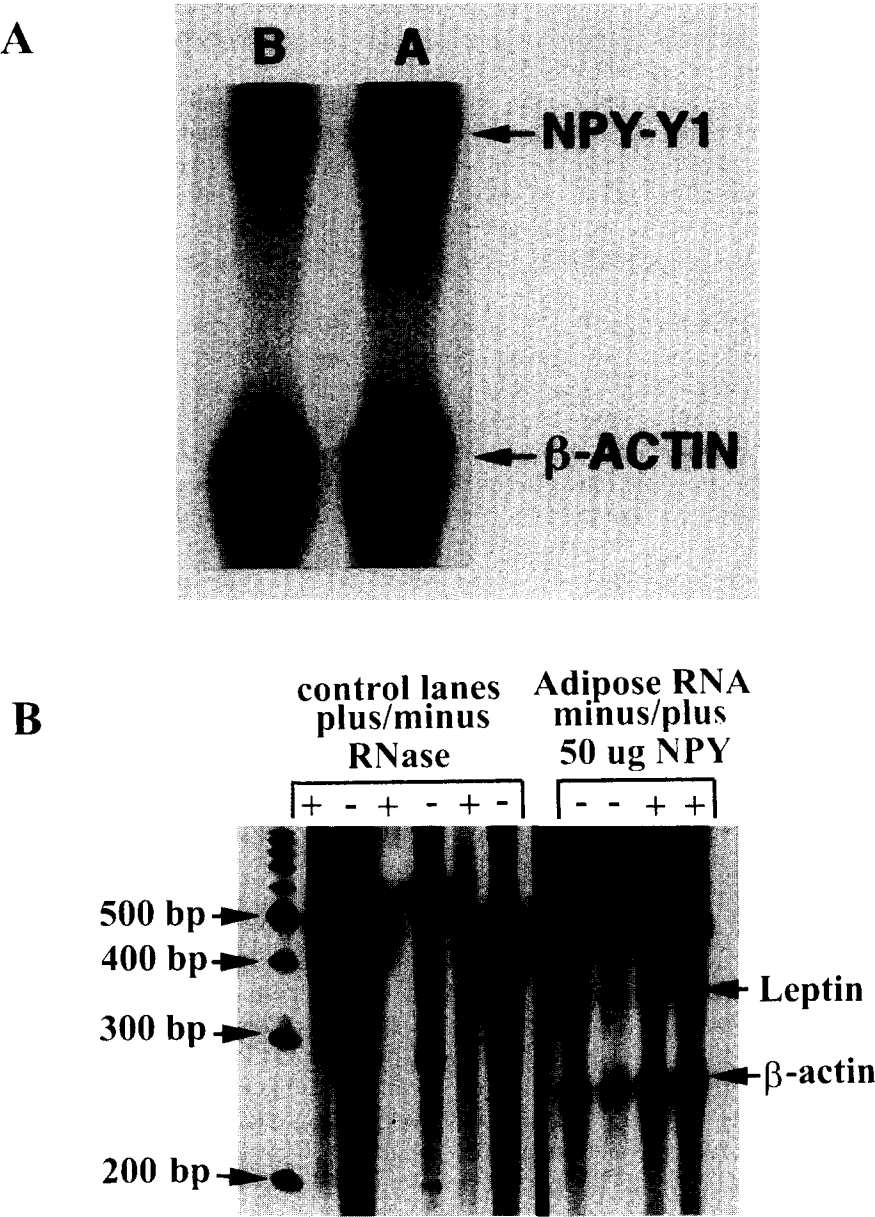 A
B A
NPY-Y1
β-ACTIN
B
control lanes
plus/minus
RNase
Adipose RNA
minus/plus
50 ug NPY
+ - + - + -
- - + +
500 bp
400 bp
300 bp
200 bp
Leptin
β-actin